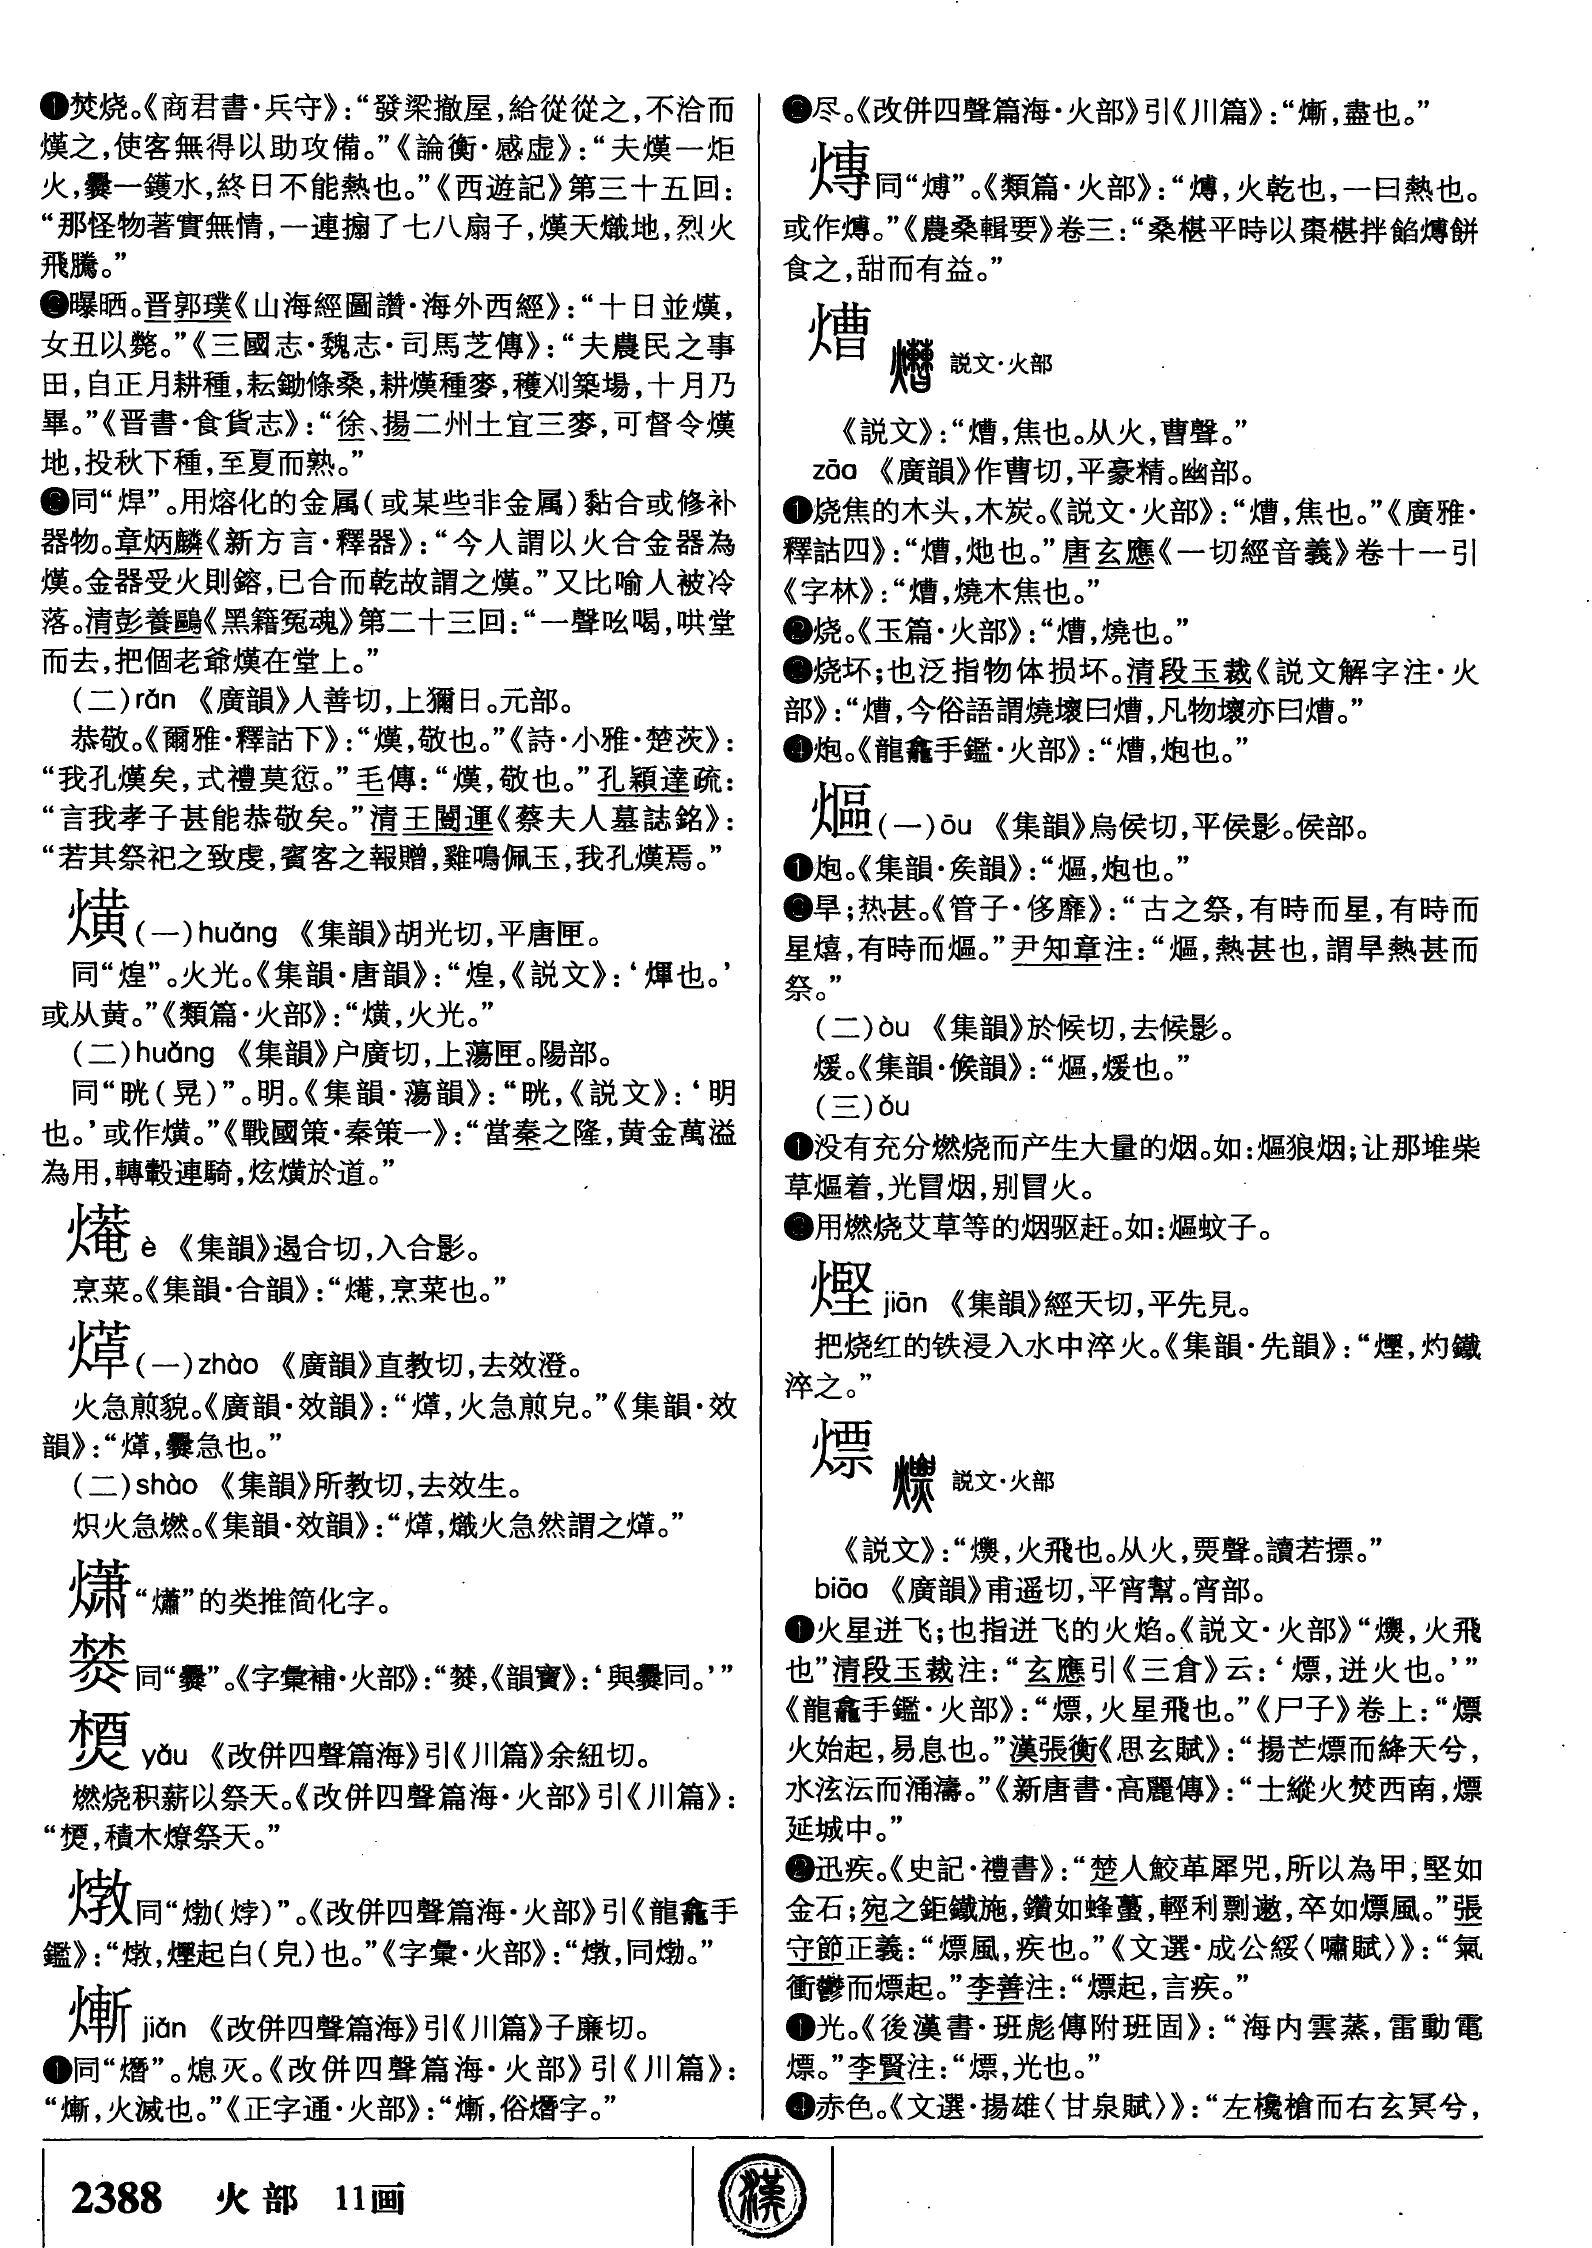 ❶焚烧。《商君書·兵守》：“發梁撤屋，給從從之，不洽而
熯之，使客無得以助攻備。”《論衡·感虚》：“夫熯一炬
火，爨一鑊水，終日不能熱也。”《西遊記》第三十五回：
“那怪物著實無情，一連搧了七八扇子，熯天熾地，烈火
飛騰。”
❷曝晒。晋郭璞《山海經圖讚·海外西經》：“十日並熯，
女丑以斃。”《三國志·魏志·司馬芝傳》：“夫農民之事
田，自正月耕種，耘鋤條桑，耕熯種麥，穫刈築場，十月乃
畢。”《晋書·食貨志》：“徐、揚二州土宜三麥，可督令熯
地，投秋下種，至夏而熟。”
❸同“焊”。用熔化的金属（或某些非金属）黏合或修补
器物。章炳麟《新方言·釋器》：“今人謂以火合金器為
熯。金器受火則鎔，已合而乾故謂之熯。”又比喻人被冷
落。清彭養鷗《黑籍冤魂》第二十三回：“一聲吆喝，哄堂
而去，把個老爺熯在堂上。”
（二）rǎn 《廣韻》人善切，上獮日。元部。
恭敬。《爾雅·釋詁下》：“熯，敬也。”《詩·小雅·楚茨》：
“我孔熯矣，式禮莫愆。”毛傳：“熯，敬也。”孔穎達疏：
“言我孝子甚能恭敬矣。”清王闓運《蔡夫人墓誌銘》：
“若其祭祀之致虔，賓客之報贈，雞鳴佩玉，我孔熯焉。”
熿（一）huǎng 《集韻》胡光切，平唐匣。
同“煌”。火光。《集韻·唐韻》：“煌，《説文》：‘煇也。’
或从黄。”《類篇·火部》：“熿，火光。”
（二）huǎng 《集韻》户廣切，上蕩匣。陽部。
同“晄（晃）”。明。《集韻·蕩韻》：“晄，《説文》：‘明
也。’或作熿。”《戰國策·秦策一》：“當秦之隆，黄金萬溢
為用，轉轂連騎，炫熿於道。”
è 《集韻》遏合切，入合影。
烹菜。《集韻·合韻》：“，烹菜也。”
（一）zhào 《廣韻》直教切，去效澄。
火急煎貌。《廣韻·效韻》：“，火急煎皃。”《集韻·效
韻》：“，爨急也。”
（二）shào 《集韻》所教切，去效生。
炽火急燃。《集韻·效韻》：“，熾火急然謂之。”
“熽”的类推简化字。
同“爨”。《字彙補·火部》：“，《韻寶》：‘與爨同。’”
yǎu 《改併四聲篇海》引《川篇》余紐切。
燃烧积薪以祭天。《改併四聲篇海·火部》引《川篇》：
“，積木燎祭天。”
燉同“㶿（烰）”。《改併四聲篇海·火部》引《龍龕手
鑑》：“，煙起白（皃）也。”《字彙·火部》：“，同㶿。”
jiǎn 《改併四聲篇海》引《川篇》子廉切。
❶同“熸”。熄灭。《改併四聲篇海·火部》引《川篇》：
“，火滅也。”《正字通·火部》：“，俗熸字。”
❷尽。《改併四聲篇海·火部》引《川篇》：“，盡也。”
同“煿”。《類篇·火部》：“煿，火乾也，一曰熱也。
或作。”《農桑輯要》卷三：“桑椹平時以棗椹拌餡餅
食之，甜而有益。”
熷
説文·火部
《説文》：“，焦也。从火，曹聲。”
zāo 《廣韻》作曹切，平豪精。幽部。
❶烧焦的木头，木炭。《説文·火部》：“，焦也。”《廣雅·
釋詁四》：“，灺也。”唐玄應《一切經音義》卷十一引
《字林》：“，燒木焦也。”
❷烧。《玉篇·火部》：“，燒也。”
❸烧坏；也泛指物体损坏。清段玉裁《説文解字注·火
部》：“，今俗語謂燒壞曰，凡物壞亦曰。”
❹炮。《龍龕手鑑·火部》：“，炮也。”
熰（一）ōu 《集韻》烏侯切，平侯影。侯部。
❶炮。《集韻·矦韻》：“熰，炮也。”
❷旱；热甚。《管子·侈靡》：“古之祭，有時而星，有時而
星熺，有時而熰。”尹知章注：“熰，熱甚也，謂旱熱甚而
祭。”
（二）òu 《集韻》於候切，去候影。
煖。《集韻·候韻》：“熰，煖也。”
（三）ǒu
❶没有充分燃烧而产生大量的烟。如：熰狼烟；让那堆柴
草熰着，光冒烟，别冒火。
❷用燃烧艾草等的烟驱赶。如：熰蚊子。
jiān 《集韻》經天切，平先見。
把烧红的铁浸入水中淬火。《集韻·先韻》：“，灼鐵
淬之。”
熛
説文·火部
《説文》：“熛，火飛也。从火，㶾聲。讀若摽。”
biāo 《廣韻》甫遥切，平宵幫。宵部。
❶火星迸飞；也指迸飞的火焰。《説文·火部》“熛，火飛
也”清段玉裁注：“玄應引《三倉》云：‘熛，迸火也。’”
《龍龕手鑑·火部》：“熛，火星飛也。”《尸子》卷上：“熛
火始起，易息也。”漢張衡《思玄賦》：“揚芒熛而絳天兮，
水泫沄而涌濤。”《新唐書·高麗傳》：“士縱火焚西南，熛
延城中。”
❷迅疾。《史記·禮書》：“楚人鮫革犀兕，所以為甲，堅如
金石；宛之鉅鐵施，鑽如蜂蠆，輕利剽遫，卒如熛風。”張
守節正義：“熛風，疾也。”《文選·成公綏〈嘯賦〉》：“氣
衝鬱而熛起。”李善注：“熛起，言疾。”
❶光。《後漢書·班彪傳附班固》：“海内雲蒸，雷動電
熛。”李賢注：“熛，光也。”
❹赤色。《文選·揚雄〈甘泉賦〉》：“左欃槍而右玄冥兮，
2388 火部 11画
漢